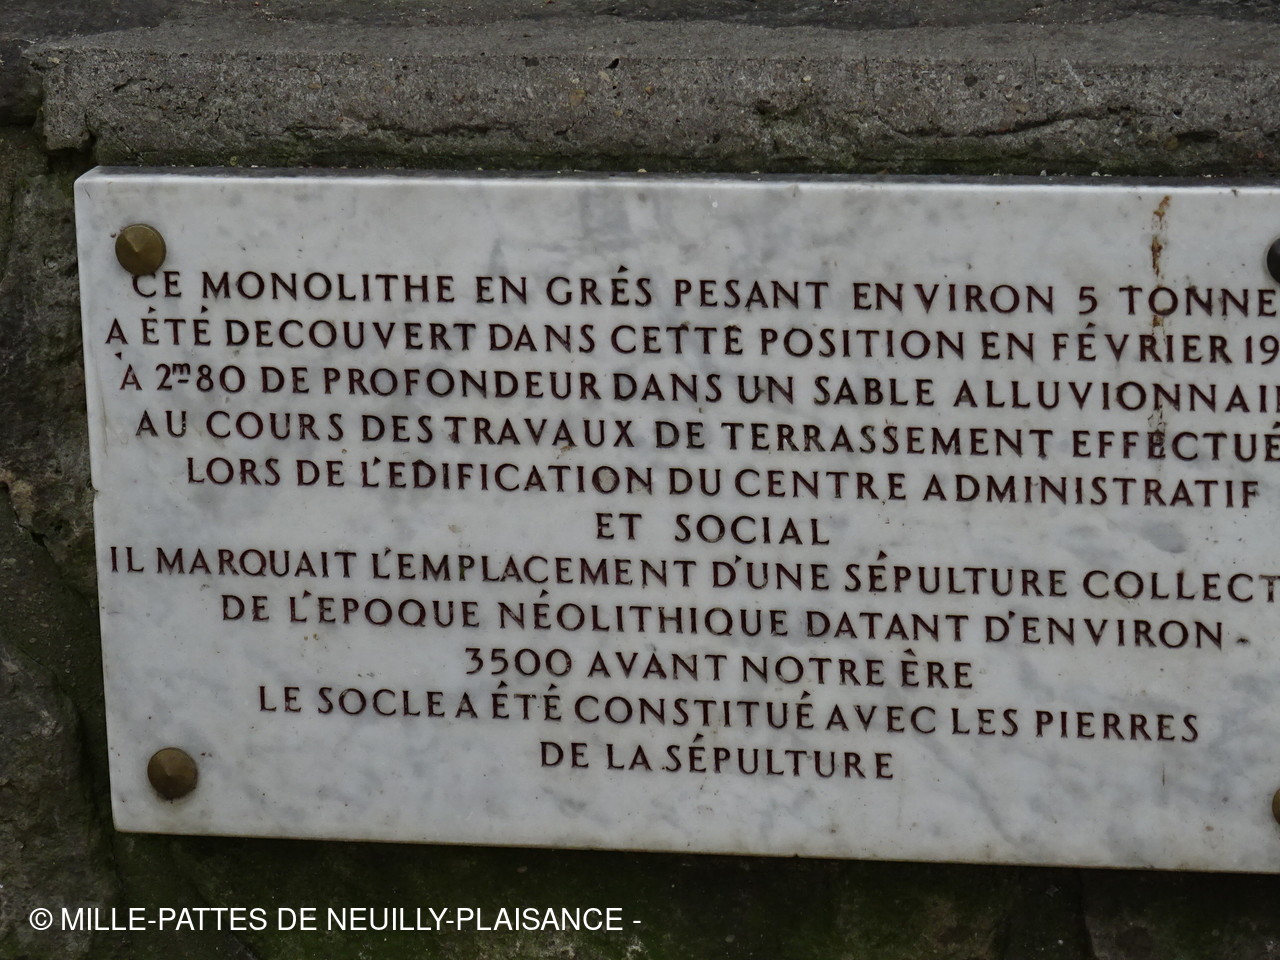 CE MONOLITHE EN GRÉS PESANT ENVIRON 5 TONNE
A ÉTÉ DECOUVERT DANS CETTE POSITION EN FÉVRIER 19
À 2m80 DE PROFONDEUR DANS UN SABLE ALLUVIONNAI
AU COURS DES TRAVAUX DE TERRASSEMENT EFFECTUÉ
LORS DE L'EDIFICATION DU CENTRE ADMINISTRATIF
ET SOCIAL
IL MARQUAIT L'EMPLACEMENT D'UNE SÉPULTURE COLLECT
DE L'EPOQUE NÉOLITHIQUE DATANT D'ENVIRON -
3500 AVANT NOTRE ÈRE
LE SOCLE A ÉTÉ CONSTITUÉ AVEC LES PIERRES
DE LA SÉPULTURE
© MILLE-PATTES DE NEUILLY-PLAISANCE -